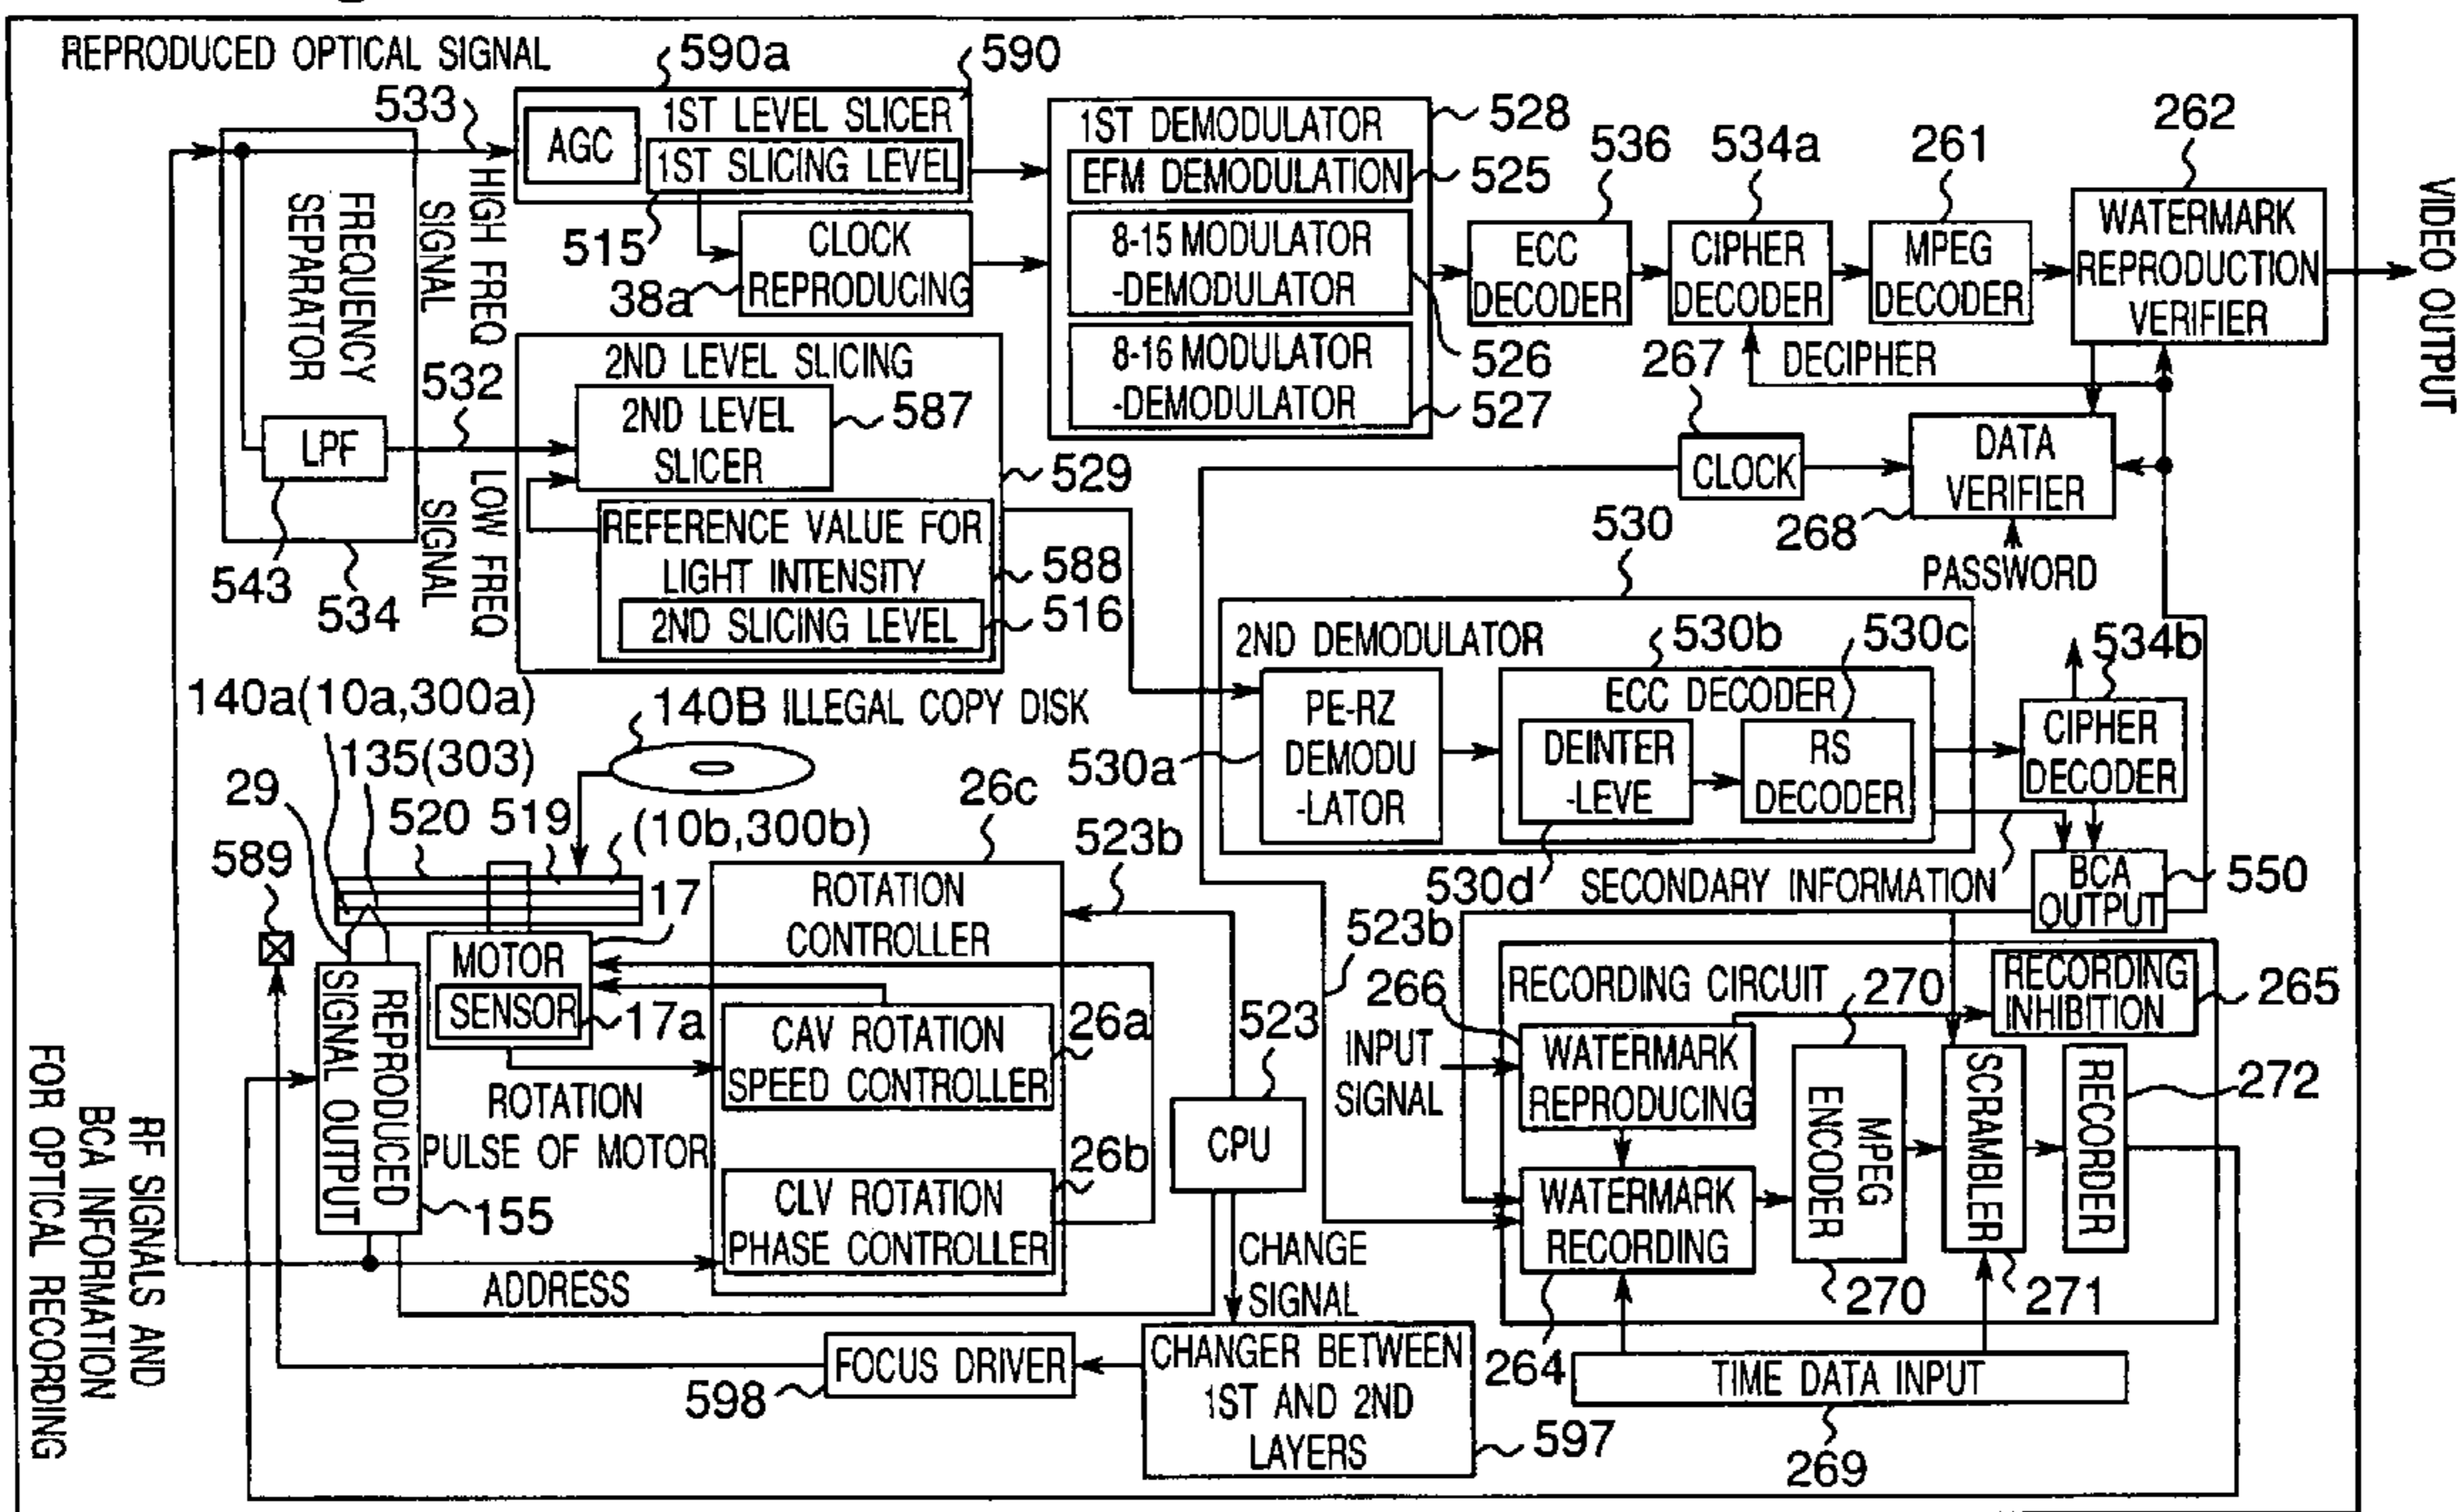 REPRODUCED OPTICAL SIGNAL
590a
590
533
AGC
1ST LEVEL SLICER
1ST SLICING LEVEL
515
CLOCK
REPRODUCING
38a
HIGH FREQ
SIGNAL
FREQUENCY
SEPARATOR
532
LPF
543
534
LOW FREQ
SIGNAL
2ND LEVEL SLICING
2ND LEVEL
SLICER
587
529
REFERENCE VALUE FOR
LIGHT INTENSITY
588
2ND SLICING LEVEL
516
1ST DEMODULATOR
528
EFM DEMODULATION
525
8-15 MODULATOR
-DEMODULATOR
526
8-16 MODULATOR
-DEMODULATOR
527
536
ECC
DECODER
534a
CIPHER
DECODER
261
MPEG
DECODER
262
WATERMARK
REPRODUCTION
VERIFIER
VIDEO OUTPUT
DECIPHER
267
CLOCK
DATA
VERIFIER
268
PASSWORD
530
2ND DEMODULATOR
530b
530c
530a
PE-RZ
DEMODU
-LATOR
ECC DECODER
DEINTER
-LEVE
RS
DECODER
530d
534b
CIPHER
DECODER
SECONDARY INFORMATION
BCA
OUTPUT
550
140a(10a,300a)
135(303)
29
520
519
(10b,300b)
589
140B ILLEGAL COPY DISK
17
MOTOR
SENSOR
17a
REPRODUCED
SIGNAL OUTPUT
155
ROTATION
PULSE OF MOTOR
ADDRESS
26c
523b
ROTATION
CONTROLLER
CAV ROTATION
SPEED CONTROLLER
26a
CLV ROTATION
PHASE CONTROLLER
26b
523
CPU
CHANGE
SIGNAL
CHANGER BETWEEN
1ST AND 2ND
LAYERS
597
FOCUS DRIVER
598
RF SIGNALS AND
BCA INFORMATION
FOR OPTICAL RECORDING
523b
266
INPUT
SIGNAL
RECORDING CIRCUIT
270
RECORDING
INHIBITION
265
WATERMARK
REPRODUCING
WATERMARK
RECORDING
264
MPEG
ENCODER
270
SCRAMBLER
271
RECORDER
272
TIME DATA INPUT
269